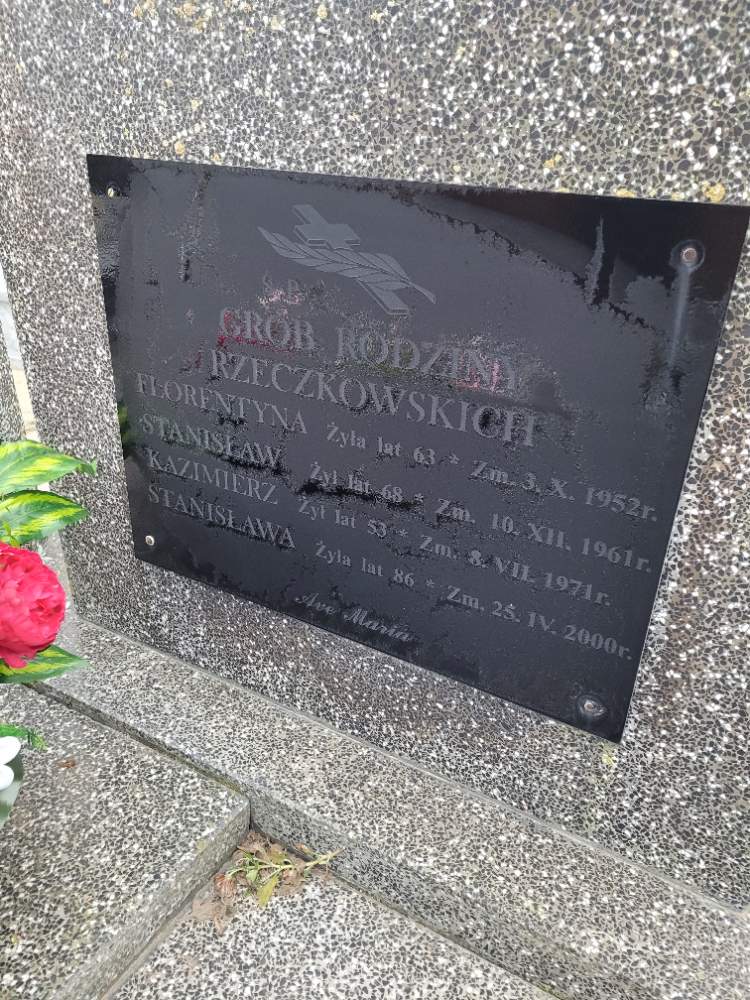 Ś. P.
GRÓB RODZINY
RZECZKOWSKICH
FLORENTYNA Żyła lat 63 * Zm. 3. X. 1952r.
STANISŁAW Żył lat 68 * Zm. 10. XII. 1961r.
KAZIMIERZ Żył lat 53 * Zm. 8. VII. 1971r.
STANISŁAWA Żyła lat 86 * Zm. 25. IV. 2000r.
Ave Maria